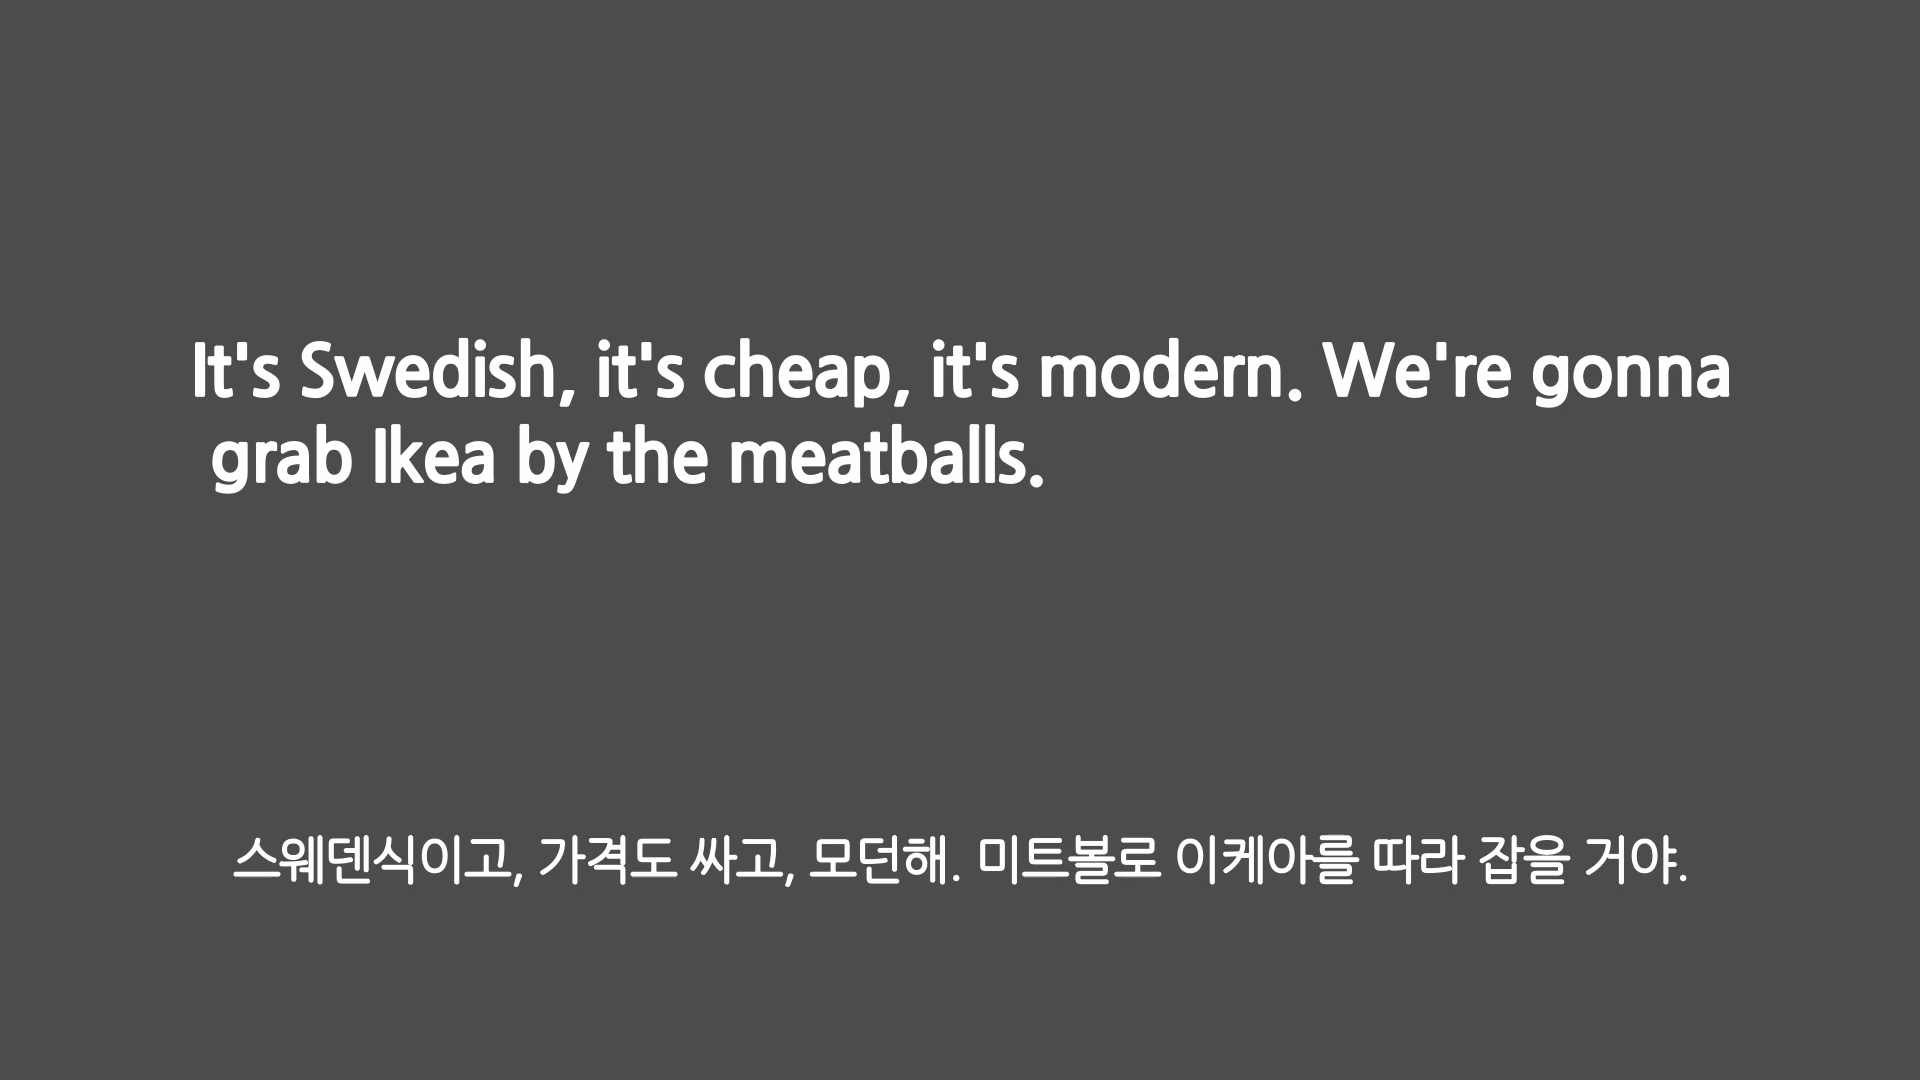 It's Swedish, it's cheap, it's modern. We're gonna
grab Ikea by the meatballs.
스웨덴식이고, 가격도 싸고, 모던해. 미트볼로 이케아를 따라 잡을 거야.